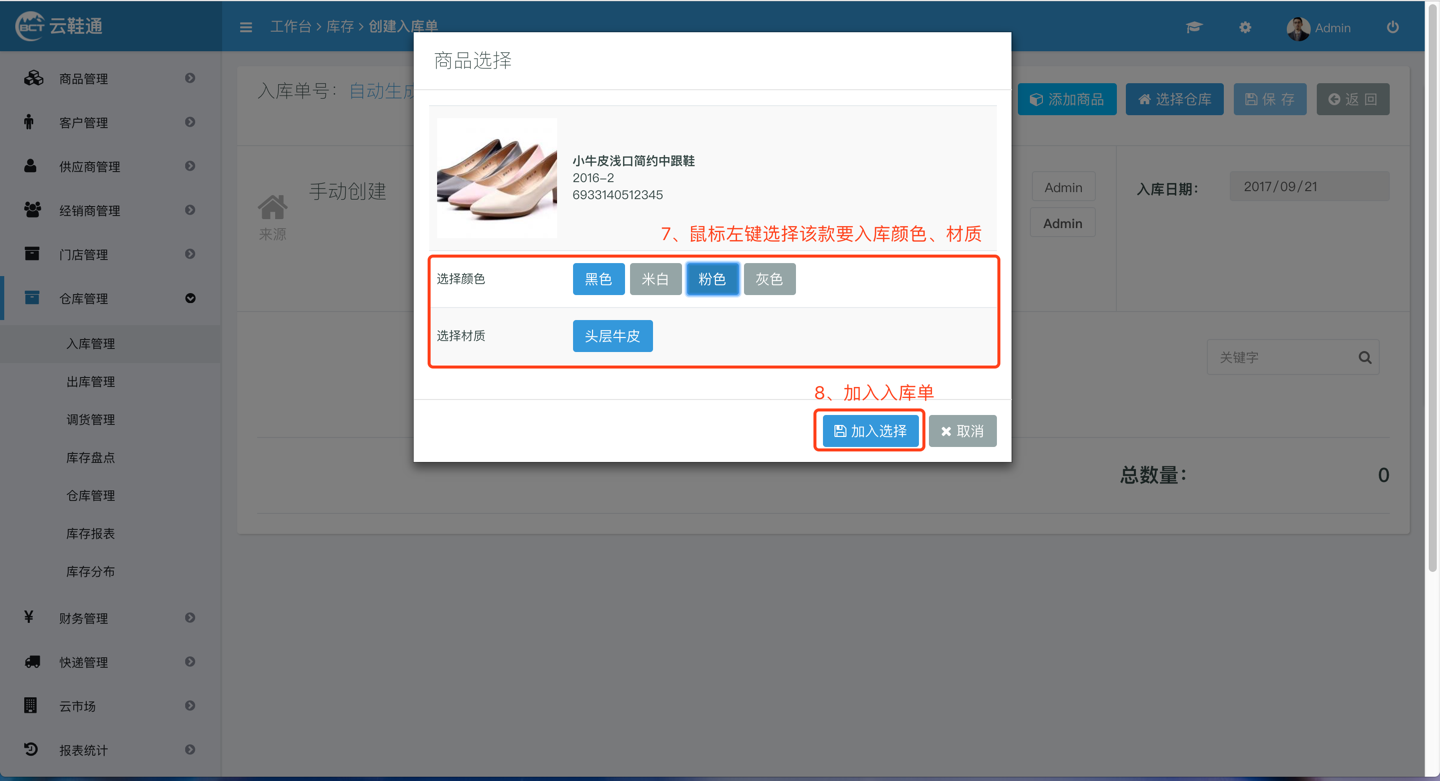 BCT 云鞋通
工作台 > 库存 > 创建入库单
Admin
商品管理
客户管理
供应商管理
经销商管理
门店管理
仓库管理
入库管理
出库管理
调货管理
库存盘点
仓库管理
库存报表
库存分布
财务管理
快递管理
云市场
报表统计
入库单号: 自动生成
添加商品
选择仓库
保 存
返 回
来源
手动创建
Admin
Admin
入库日期:
2017/09/21
关键字
总数量:
0
商品选择
小牛皮浅口简约中跟鞋
2016-2
6933140512345
7、鼠标左键选择该款要入库颜色、材质
选择颜色
黑色
米白
粉色
灰色
选择材质
头层牛皮
8、加入入库单
加入选择
取消